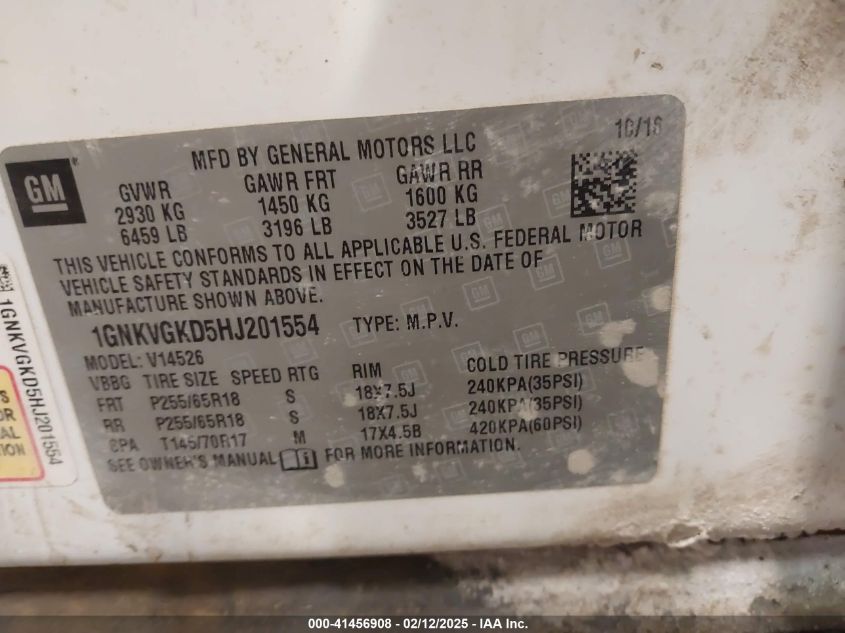 10/16
MFD BY GENERAL MOTORS LLC
GM
GVWR GAWR FRT GAWR RR
2930 KG 1450 KG 1600 KG
6459 LB 3196 LB 3527 LB
THIS VEHICLE CONFORMS TO ALL APPLICABLE U.S. FEDERAL MOTOR
VEHICLE SAFETY STANDARDS IN EFFECT ON THE DATE OF
MANUFACTURE SHOWN ABOVE.
1GNKVGKD5HJ201554 TYPE: M.P.V.
MODEL: V14526
VBBG TIRE SIZE SPEED RTG RIM COLD TIRE PRESSURE
FRT P255/65R18 S 18X7.5J 240KPA(35PSI)
RR P255/65R18 S 18X7.5J 240KPA(35PSI)
SPA T145/70R17 M 17X4.5B 420KPA(60PSI)
SEE OWNER'S MANUAL FOR MORE INFORMATION.
1GNKVGKD5HJ201554
000-41456908 - 02/12/2025 - IAA Inc.